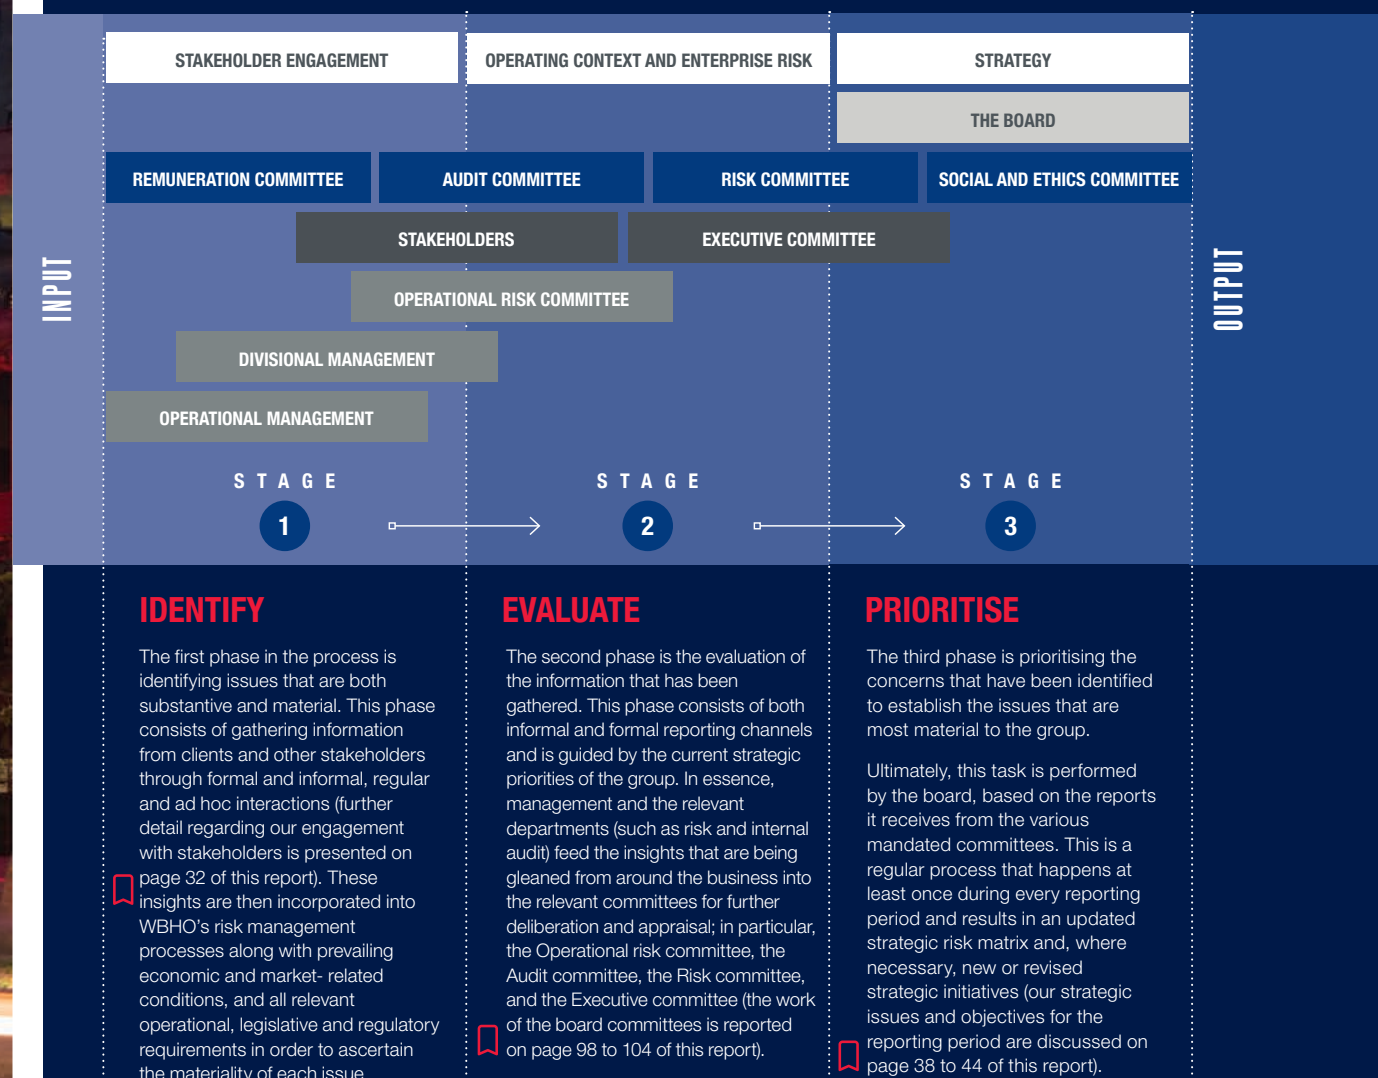 STAKEHOLDER ENGAGEMENT
OPERATING CONTEXT AND ENTERPRISE RISK
STRATEGY
THE BOARD
REMUNERATION COMMITTEE
AUDIT COMMITTEE
RISK COMMITTEE
SOCIAL AND ETHICS COMMITTEE
STAKEHOLDERS
EXECUTIVE COMMITTEE
INPUT
OUTPUT
OPERATIONAL RISK COMMITTEE
DIVISIONAL MANAGEMENT
OPERATIONAL MANAGEMENT
STAGE
1
STAGE
2
STAGE
3
IDENTIFY
The first phase in the process is
identifying issues that are both
substantive and material. This phase
consists of gathering information
from clients and other stakeholders
through formal and informal, regular
and ad hoc interactions (further
detail regarding our engagement
with stakeholders is presented on
page 32 of this report). These
insights are then incorporated into
WBHO's risk management
processes along with prevailing
economic and market- related
conditions, and all relevant
operational, legislative and regulatory
requirements in order to ascertain
the materiality of each issue
EVALUATE
The second phase is the evaluation of
the information that has been
gathered. This phase consists of both
informal and formal reporting channels
and is guided by the current strategic
priorities of the group. In essence,
management and the relevant
departments (such as risk and internal
audit) feed the insights that are being
gleaned from around the business into
the relevant committees for further
deliberation and appraisal; in particular,
the Operational risk committee, the
Audit committee, the Risk committee,
and the Executive committee (the work
of the board committees is reported
on page 98 to 104 of this report).
PRIORITISE
The third phase is prioritising the
concerns that have been identified
to establish the issues that are
most material to the group.
Ultimately, this task is performed
by the board, based on the reports
it receives from the various
mandated committees. This is a
regular process that happens at
least once during every reporting
period and results in an updated
strategic risk matrix and, where
necessary, new or revised
strategic initiatives (our strategic
issues and objectives for the
reporting period are discussed on
page 38 to 44 of this report).